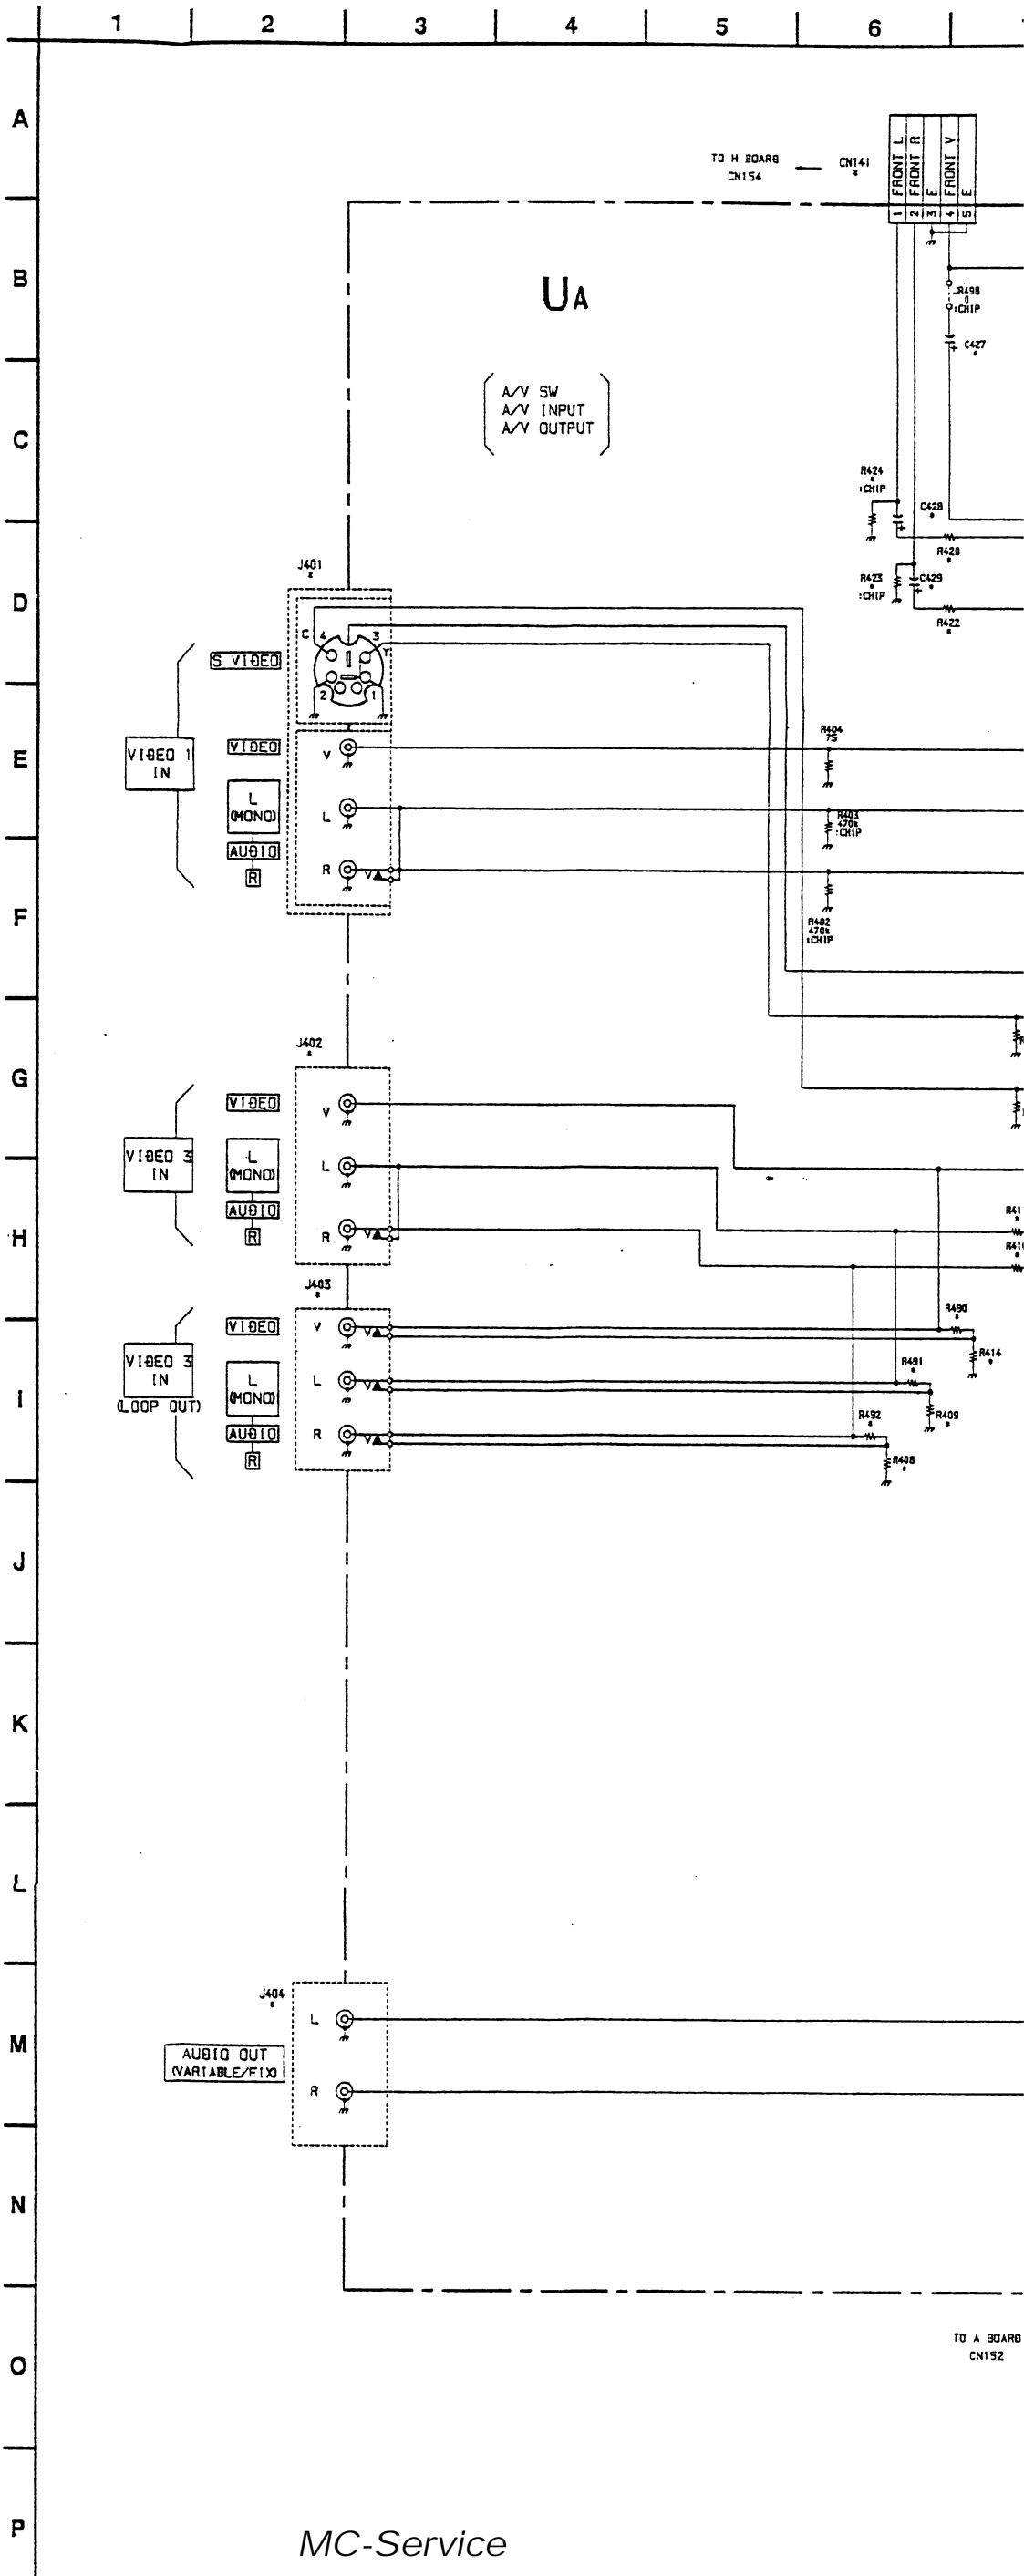 1 2 3 4 5 6
A
B
C
D
E
F
G
H
I
J
K
L
M
N
O
P
TO H BOARD
CN154
CN141
*
1 FRONT L
2 FRONT R
3 E
4 FRONT V
5 E
UA
A/V SW
A/V INPUT
A/V OUTPUT
JR498
0
:CHIP
C427
*
R424
*
:CHIP
C428
*
R420
*
R423
*
:CHIP
C429
*
R422
*
J401
*
C 4 3 Y
2 1
S VIDEO
VIDEO 1
IN
VIDEO
V
L
(MONO)
L
AUDIO
R
R
V
R404
75
R403
470k
:CHIP
R402
470k
:CHIP
J402
*
VIDEO 3
IN
VIDEO
V
L
(MONO)
L
AUDIO
R
R
V
R41
*
R410
*
J403
*
VIDEO 3
IN
(LOOP OUT)
VIDEO
V
V
L
(MONO)
L
V
AUDIO
R
R
V
R490
*
R414
*
R491
*
R409
*
R492
*
R408
*
J404
*
L
AUDIO OUT
(VARIABLE/FIX)
R
TO A BOARD
CN152
MC-Service